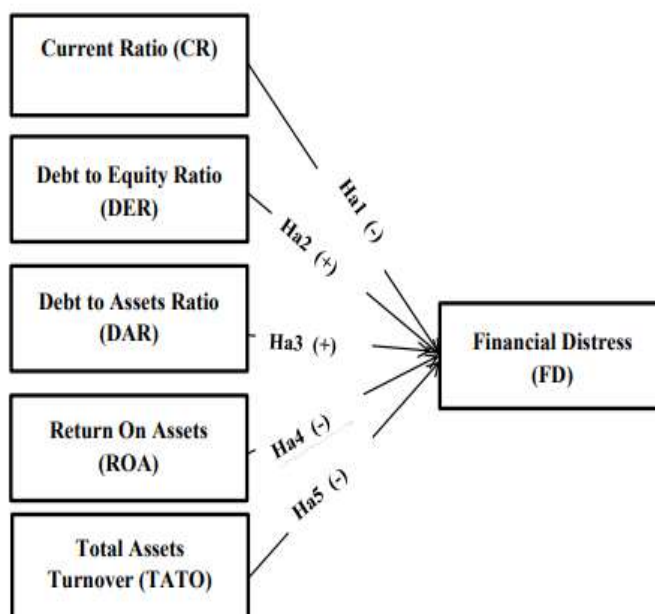 Current Ratio (CR)
Ha1 (-)
Debt to Equity Ratio
(DER)
Ha2 (+)
Debt to Assets Ratio
(DAR)
Ha3 (+)
Financial Distress
(FD)
Return On Assets
(ROA)
Ha4 (-)
Ha5 (-)
Total Assets
Turnover (TATO)